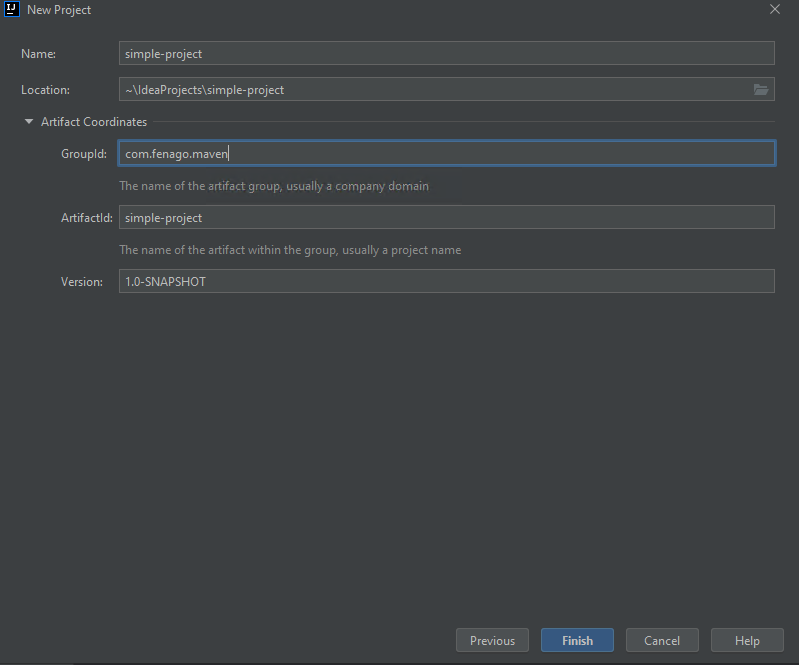 IJ New Project
Name: simple-project
Location: ~\IdeaProjects\simple-project
Artifact Coordinates
GroupId: com.fenago.maven
The name of the artifact group, usually a company domain
ArtifactId: simple-project
The name of the artifact within the group, usually a project name
Version: 1.0-SNAPSHOT
Previous Finish Cancel Help